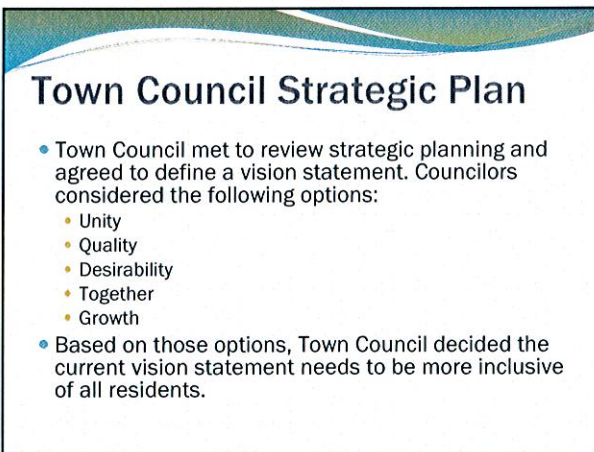 Town Council Strategic Plan
• Town Council met to review strategic planning and
agreed to define a vision statement. Councilors
considered the following options:
• Unity
• Quality
• Desirability
• Together
• Growth
• Based on those options, Town Council decided the
current vision statement needs to be more inclusive
of all residents.